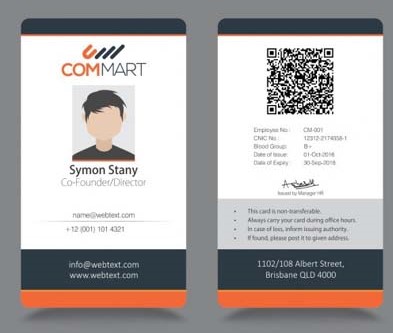 COMMART
Symon Stany
Co-Founder/Director
name@webtext.com
+12 (001) 101 4321
info@webtext.com
www.webtext.com
Employee No : CM-001
CNIC No : 12312-2174558-1
Blood Group: B+
Date of Issue: 01-Oct-2016
Date of Expiry : 30-Sep-2018
Issued by Manager HR
• This card is non-transferable.
• Always carry your card during office hours.
• In case of loss, inform issuing authority.
• If found, please post it to given address.
1102/108 Albert Street,
Brisbane QLD 4000